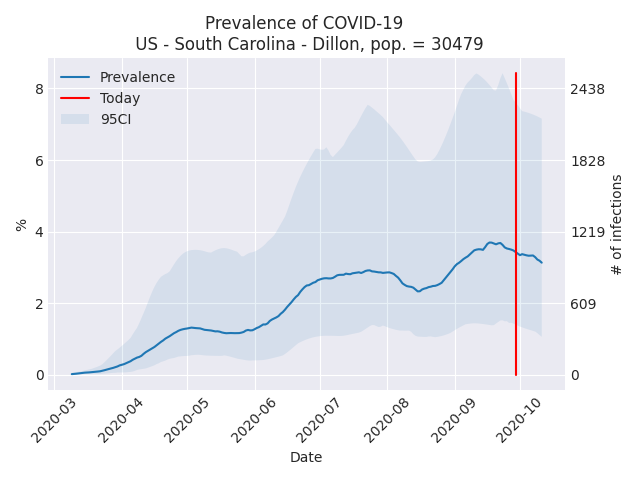 Prevalence of COVID-19
US - South Carolina - Dillon, pop. = 30479
Prevalence
Today
95CI
8
6
4
2
0
%
2438
1828
1219
609
0
# of infections
2020-03
2020-04
2020-05
2020-06
2020-07
2020-08
2020-09
2020-10
Date